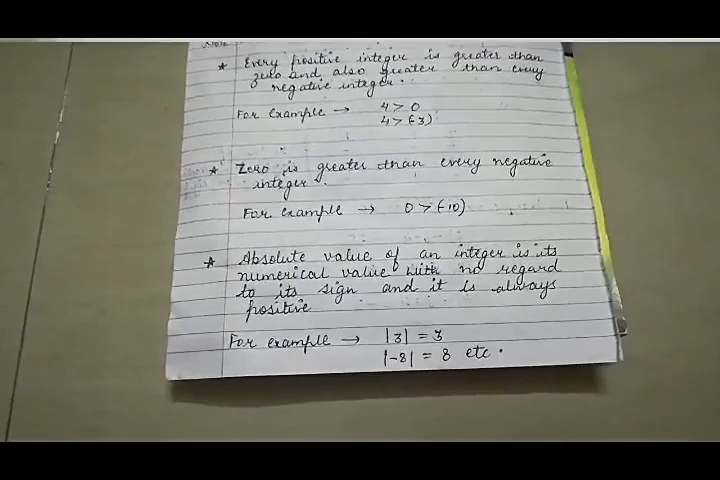 Note
* Every positive integer is greater than
zero and also greater than every
negative integer.
For example → 4 > 0
4 > (-3)
* Zero is greater than every negative
integer.
For example → 0 > (-10)
* Absolute value of an integer is its
numerical value with no regard
to its sign and it is always
positive
For example → |3| = 3
|-8| = 8 etc.